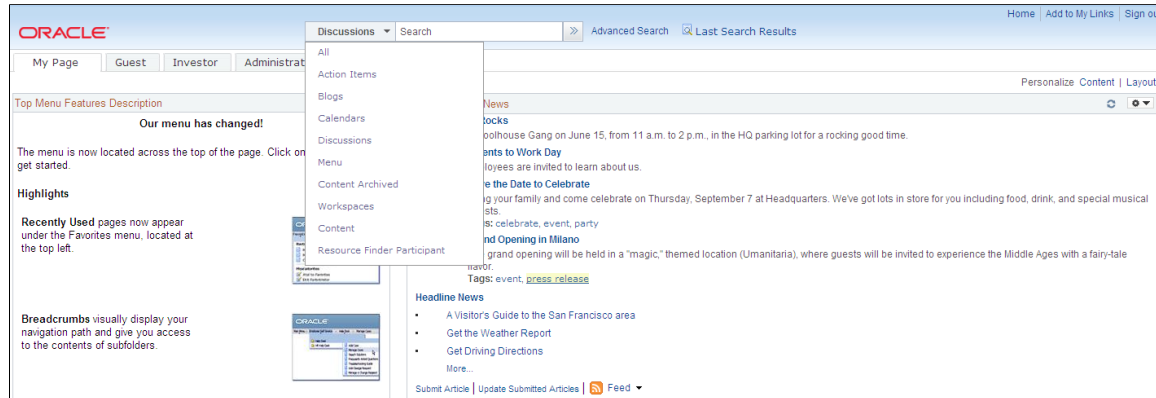 Home | Add to My Links | Sign ou
ORACLE
Discussions Search Advanced Search Last Search Results
My Page Guest Investor Administrat
Personalize Content | Layout
All
Action Items
Blogs
Calendars
Discussions
Menu
Content Archived
Workspaces
Content
Resource Finder Participant
Top Menu Features Description
Our menu has changed!
The menu is now located across the top of the page. Click on
get started.
Highlights
Recently Used pages now appear
under the Favorites menu, located at
the top left.
Breadcrumbs visually display your
navigation path and give you access
to the contents of subfolders.
ORACLE
News
ocks
oolhouse Gang on June 15, from 11 a.m. to 2 p.m., in the HQ parking lot for a rocking good time.
ents to Work Day
ployees are invited to learn about us.
e the Date to Celebrate
g your family and come celebrate on Thursday, September 7 at Headquarters. We've got lots in store for you including food, drink, and special musical
sts.
s: celebrate, event, party
nd Opening in Milano
grand opening will be held in a "magic," themed location (Umanitaria), where guests will be invited to experience the Middle Ages with a fairy-tale
flavor.
Tags: event, press release
Headline News
A Visitor's Guide to the San Francisco area
Get the Weather Report
Get Driving Directions
More...
Submit Article | Update Submitted Articles | Feed